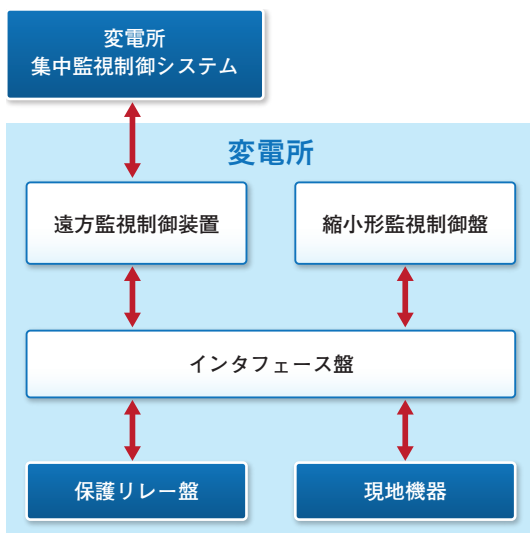 変電所
集中監視制御システム
変電所
遠方監視制御装置
縮小形監視制御盤
インタフェース盤
保護リレー盤
現地機器